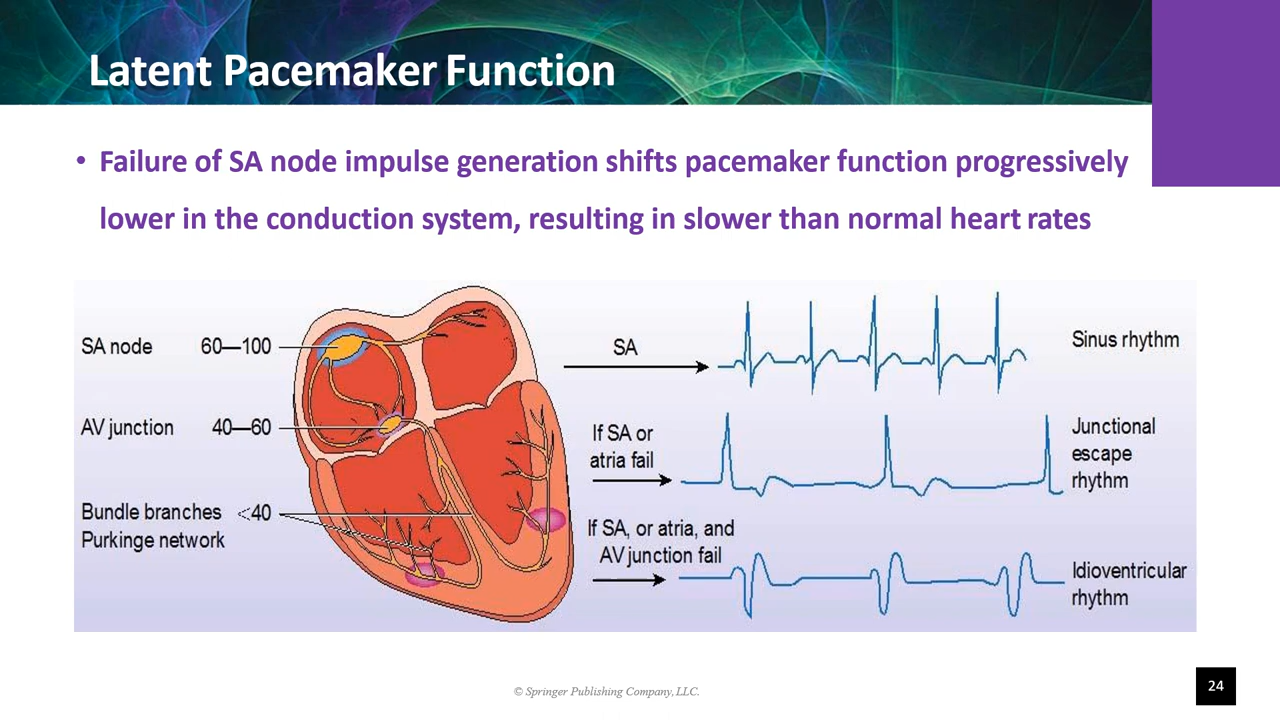 Latent Pacemaker Function
• Failure of SA node impulse generation shifts pacemaker function progressively
lower in the conduction system, resulting in slower than normal heart rates
SA node 60—100
AV junction 40—60
Bundle branches <40
Purkinge network
SA
Sinus rhythm
If SA or
atria fail
Junctional
escape
rhythm
If SA, or atria, and
AV junction fail
Idioventricular
rhythm
© Springer Publishing Company, LLC.
24